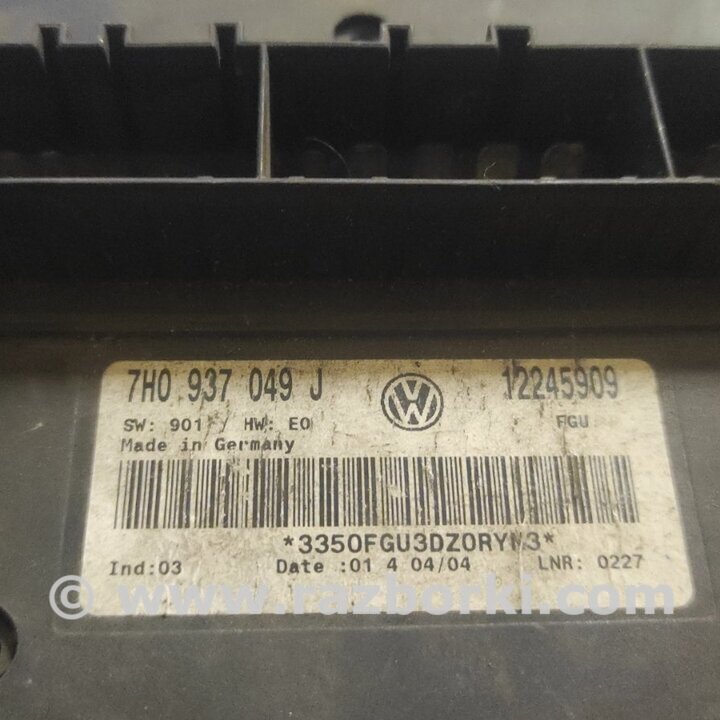 7H0 937 049 J
12245909
SW: 901 / HW: E0
FGU
Made in Germany
Ind:03
Date :01 4 04/04
LNR: 0227
© www.razborki.com